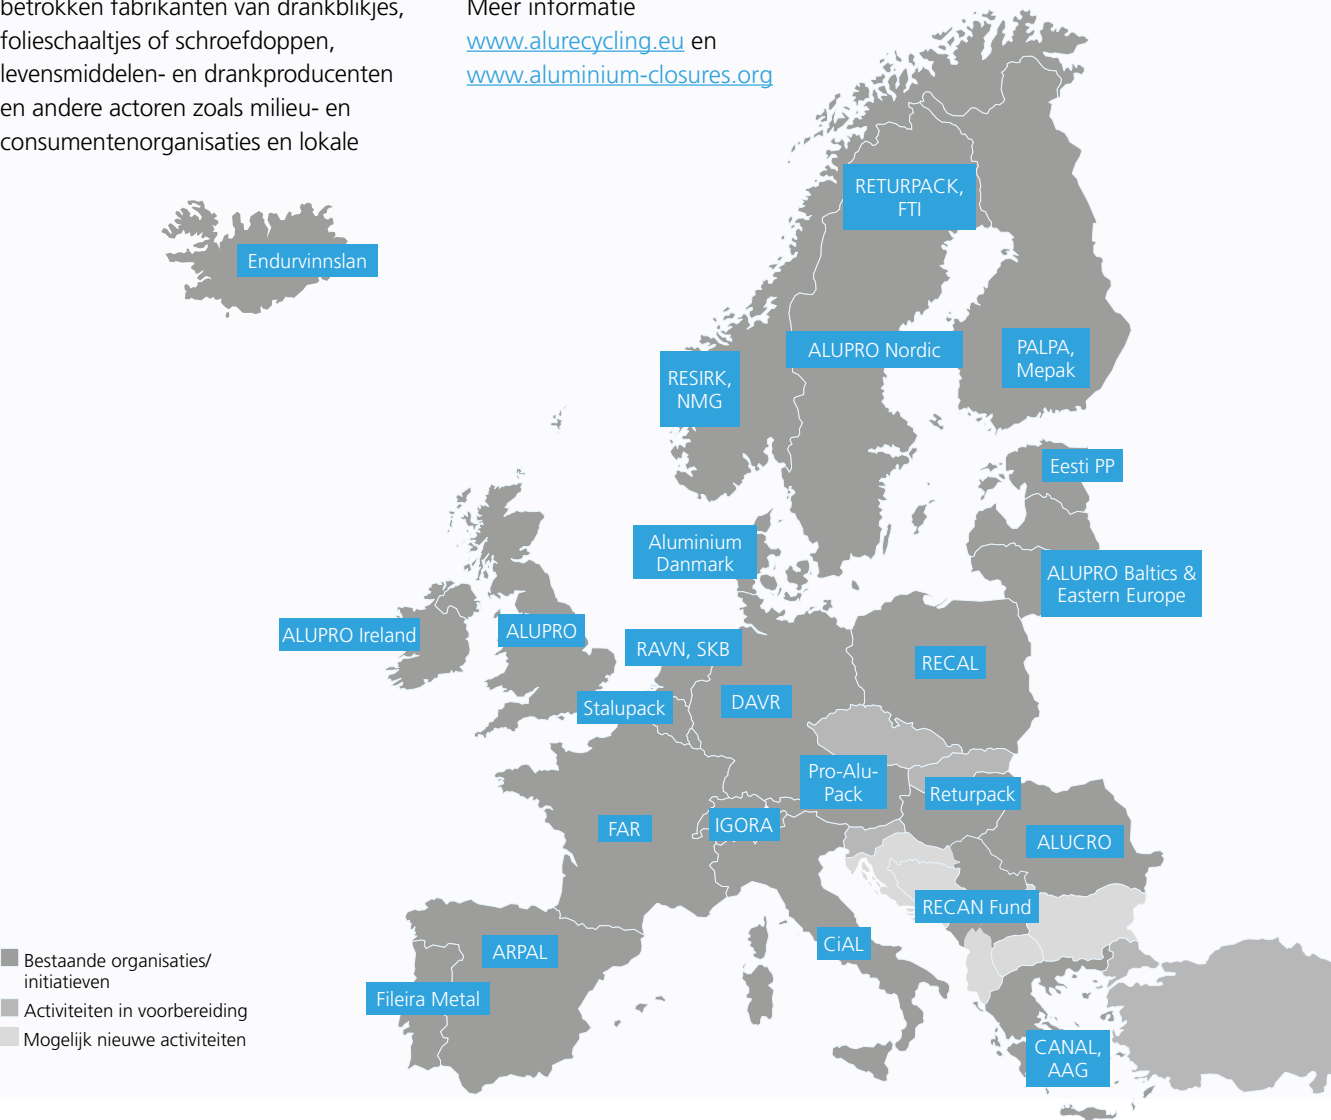 betrokken fabrikanten van drankblikjes,
folieschaaltjes of schroefdoppen,
levensmiddelen- en drankproducenten
en andere actoren zoals milieu- en
consumentenorganisaties en lokale
Meer informatie
www.alurecycling.eu en
www.aluminium-closures.org
RETURPACK,
FTI
Endurvinnslan
ALUPRO Nordic
PALPA,
Mepak
RESIRK,
NMG
Eesti PP
Aluminium
Danmark
ALUPRO Baltics &
Eastern Europe
ALUPRO Ireland
ALUPRO
RAVN, SKB
RECAL
Stalupack
DAVR
Pro-Alu-
Pack
Returpack
FAR
IGORA
ALUCRO
RECAN Fund
ARPAL
CiAL
Fileira Metal
CANAL,
AAG
Bestaande organisaties/
initiatieven
Activiteiten in voorbereiding
Mogelijk nieuwe activiteiten